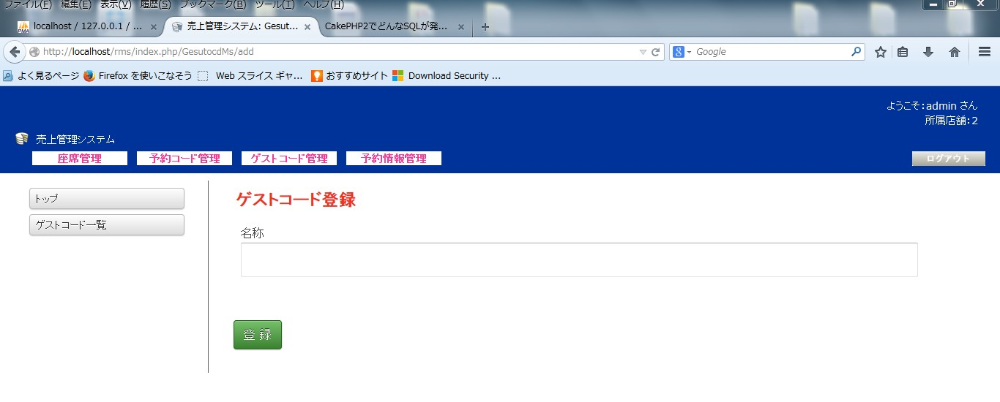 ファイル(F) 編集(E) 表示(V) 履歴(S) ブックマーク(B) ツール(T) ヘルプ(H)
PMA localhost / 127.0.0.1 / ... 売上管理システム: Gesut... CakePHP2でどんなSQLが発...
http://localhost/rms/index.php/GesutocdMs/add Google
よく見るページ Firefox を使いこなそう Web スライス ギャ... おすすめサイト Download Security ...
ようこそ:admin さん
所属店舗:2
売上管理システム
座席管理 予約コード管理 ゲストコード管理 予約情報管理 ログアウト
トップ
ゲストコード一覧
ゲストコード登録
名称
登 録